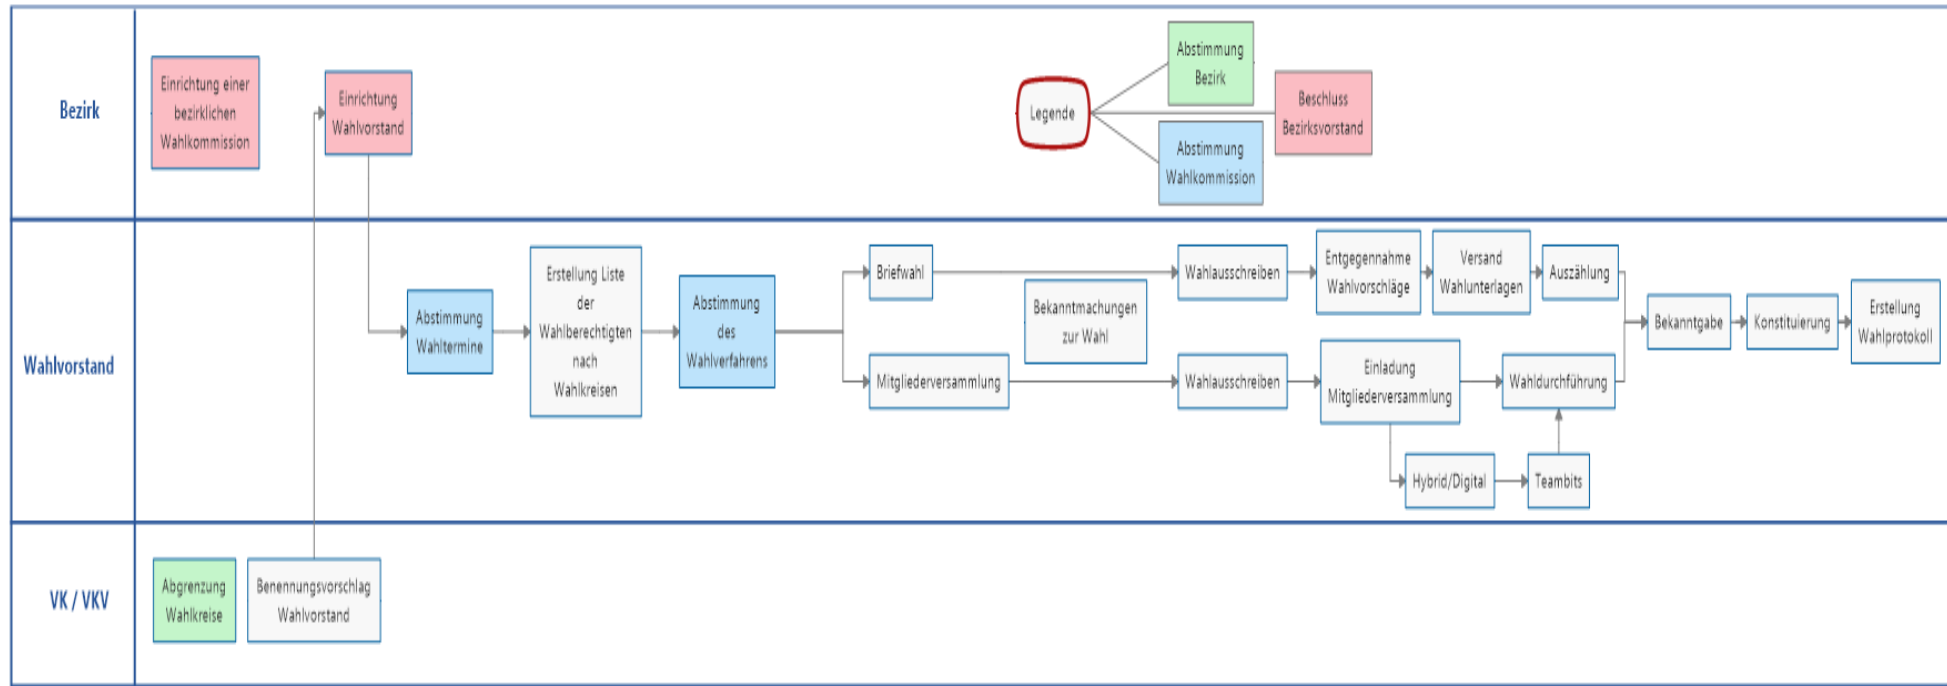 Bezirk
Einrichtung einer
bezirklichen
Wahlkommission
Einrichtung
Wahlvorstand
Legende
Abstimmung
Bezirk
Beschluss
Bezirksvorstand
Abstimmung
Wahlkommission
Wahlvorstand
Abstimmung
Wahltermine
Erstellung Liste
der
Wahlberechtigten
nach
Wahlkreisen
Abstimmung
des
Wahlverfahrens
Briefwahl
Mitgliederversammlung
Bekanntmachungen
zur Wahl
Wahlausschreiben
Entgegennahme
Wahlvorschläge
Versand
Wahlunterlagen
Auszählung
Wahlausschreiben
Einladung
Mitgliederversammlung
Wahldurchführung
Hybrid/Digital
Teambits
Bekanntgabe
Konstituierung
Erstellung
Wahlprotokoll
VK / VKV
Abgrenzung
Wahlkreise
Benennungsvorschlag
Wahlvorstand